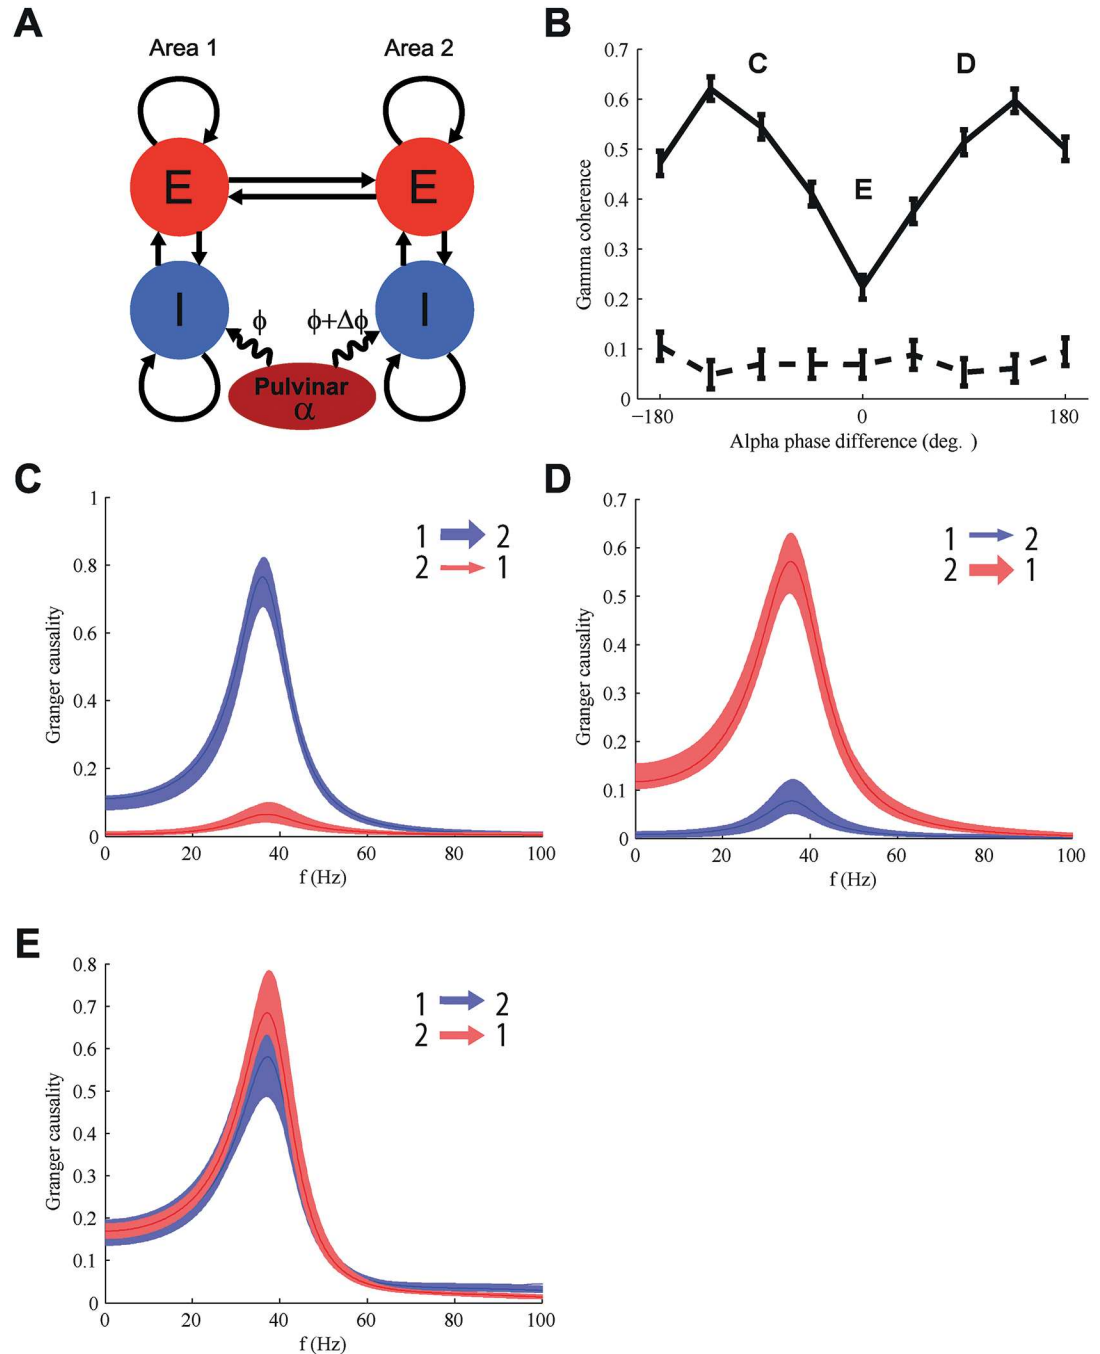 A
Area 1
Area 2
E
E
I
I
ϕ
ϕ+Δϕ
Pulvinar
α
B
0.7
0.6
0.5
0.4
0.3
0.2
0.1
0
C
D
E
Gamma coherence
−180
0
180
Alpha phase difference (deg. )
C
1
0.8
0.6
0.4
0.2
0
Granger causality
1 2
2 1
0 20 40 60 80 100
f (Hz)
D
0.7
0.6
0.5
0.4
0.3
0.2
0.1
0
Granger causality
1 2
2 1
0 20 40 60 80 100
f (Hz)
E
0.8
0.7
0.6
0.5
0.4
0.3
0.2
0.1
0
Granger causality
1 2
2 1
0 20 40 60 80 100
f (Hz)